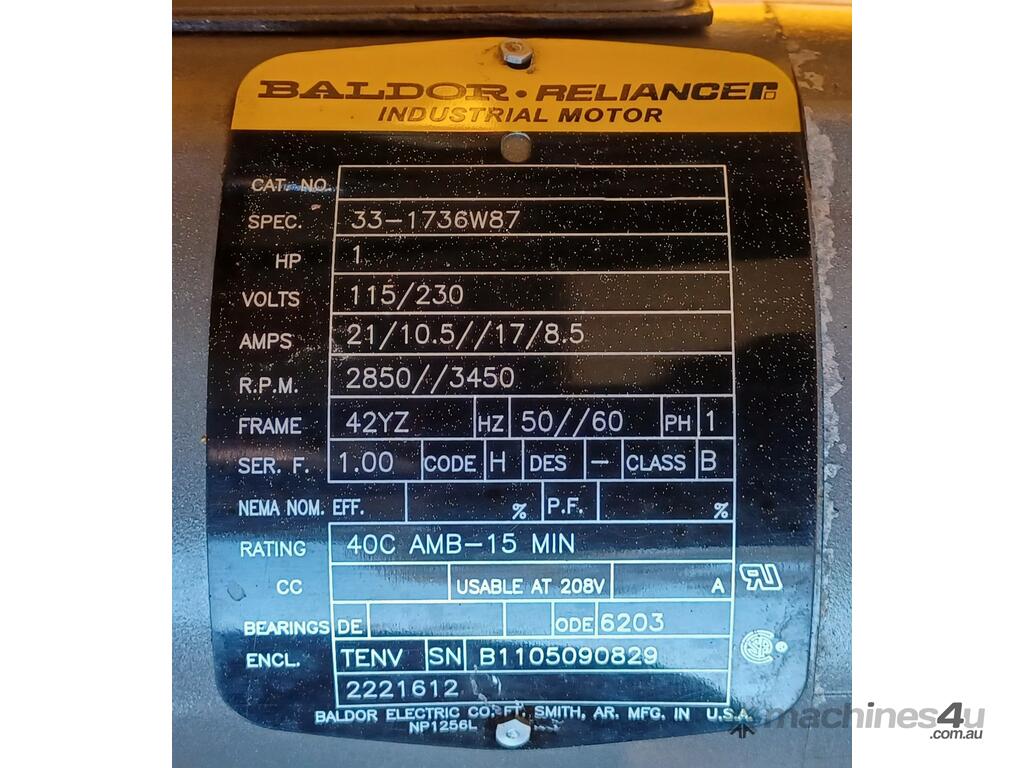 BALDOR • RELIANCER
INDUSTRIAL MOTOR
CAT. NO.
SPEC. 33-1736W87
HP 1
VOLTS 115/230
AMPS 21/10.5//17/8.5
R.P.M. 2850//3450
FRAME 42YZ HZ 50//60 PH 1
SER. F. 1.00 CODE H DES - CLASS B
NEMA NOM. EFF. % P.F. %
RATING 40C AMB-15 MIN
CC USABLE AT 208V A
BEARINGS DE ODE 6203
ENCL. TENV SN B1105090829
2221612
BALDOR ELECTRIC CO. FT. SMITH, AR. MFG. IN U.S.A.
NP1256L
machines4u
.com.au